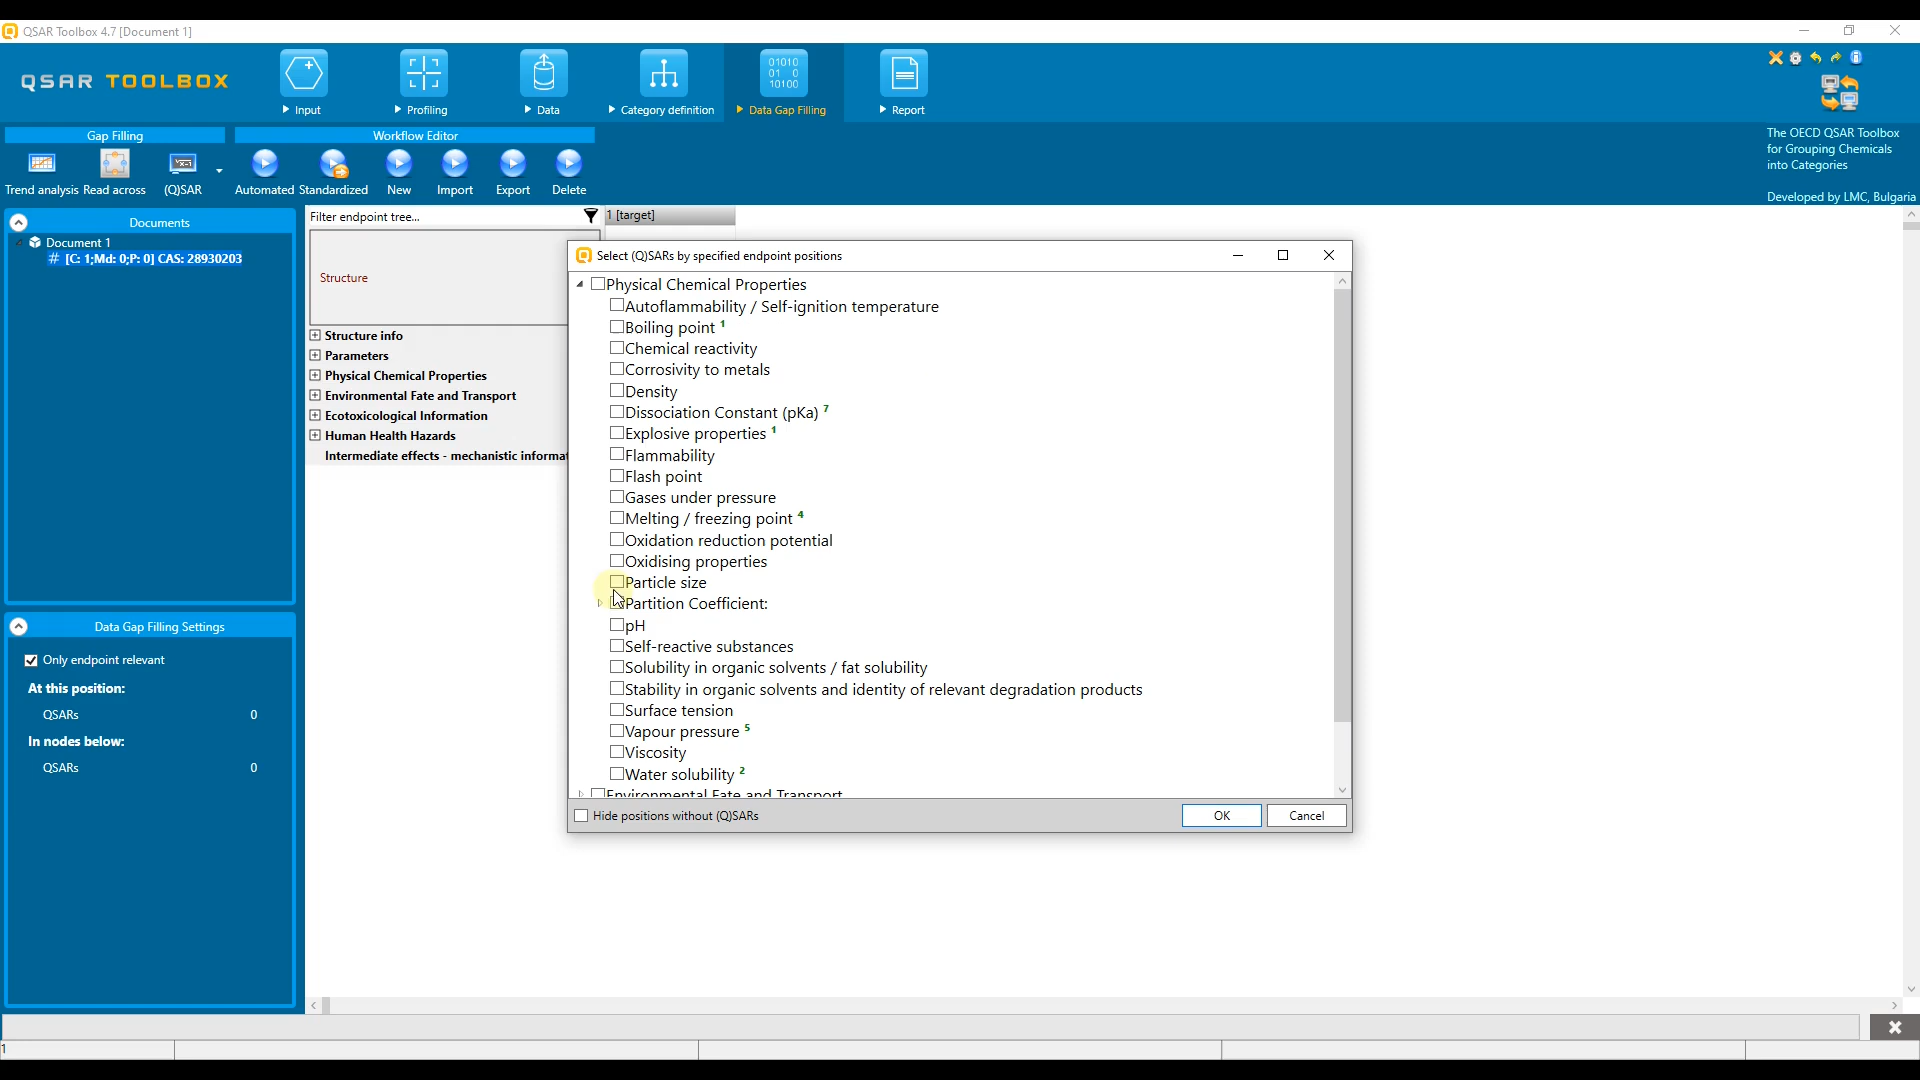 QSAR Toolbox 4.7 [Document 1]
QSAR TOOLBOX
Input
Profiling
Data
Category definition
01010
01 0
10100
Data Gap Filling
Report
Gap Filling
Workflow Editor
Trend analysis
Read across
(Q)SAR
Automated
Standardized
New
Import
Export
Delete
The OECD QSAR Toolbox
for Grouping Chemicals
into Categories
Developed by LMC, Bulgaria
Documents
Document 1
# [C: 1;Md: 0;P: 0] CAS: 28930203
Data Gap Filling Settings
Only endpoint relevant
At this position:
QSARs 0
In nodes below:
QSARs 0
Filter endpoint tree...
1 [target]
Structure
Structure info
Parameters
Physical Chemical Properties
Environmental Fate and Transport
Ecotoxicological Information
Human Health Hazards
Intermediate effects - mechanistic informat
Select (Q)SARs by specified endpoint positions
Physical Chemical Properties
Autoflammability / Self-ignition temperature
Boiling point 1
Chemical reactivity
Corrosivity to metals
Density
Dissociation Constant (pKa) 7
Explosive properties 1
Flammability
Flash point
Gases under pressure
Melting / freezing point 4
Oxidation reduction potential
Oxidising properties
Particle size
Partition Coefficient:
pH
Self-reactive substances
Solubility in organic solvents / fat solubility
Stability in organic solvents and identity of relevant degradation products
Surface tension
Vapour pressure 5
Viscosity
Water solubility 2
Environmental Fate and Transport
Hide positions without (Q)SARs
OK
Cancel
1